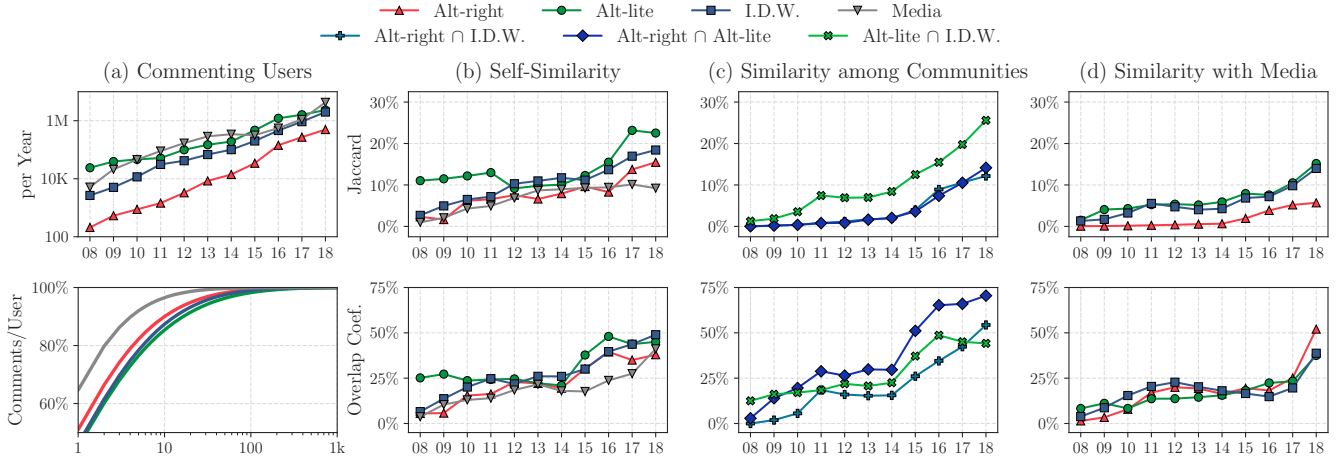 Alt-right Alt-lite I.D.W. Media
Alt-right ∩ I.D.W. Alt-right ∩ Alt-lite Alt-lite ∩ I.D.W.
(a) Commenting Users (b) Self-Similarity (c) Similarity among Communities (d) Similarity with Media
per Year
1M
10K
100
08 09 10 11 12 13 14 15 16 17 18
Jaccard
30%
20%
10%
0%
08 09 10 11 12 13 14 15 16 17 18
30%
20%
10%
0%
08 09 10 11 12 13 14 15 16 17 18
30%
20%
10%
0%
08 09 10 11 12 13 14 15 16 17 18
Comments/User
100%
80%
60%
1 10 100 1k
Overlap Coef.
75%
50%
25%
0%
08 09 10 11 12 13 14 15 16 17 18
75%
50%
25%
0%
08 09 10 11 12 13 14 15 16 17 18
75%
50%
25%
0%
08 09 10 11 12 13 14 15 16 17 18